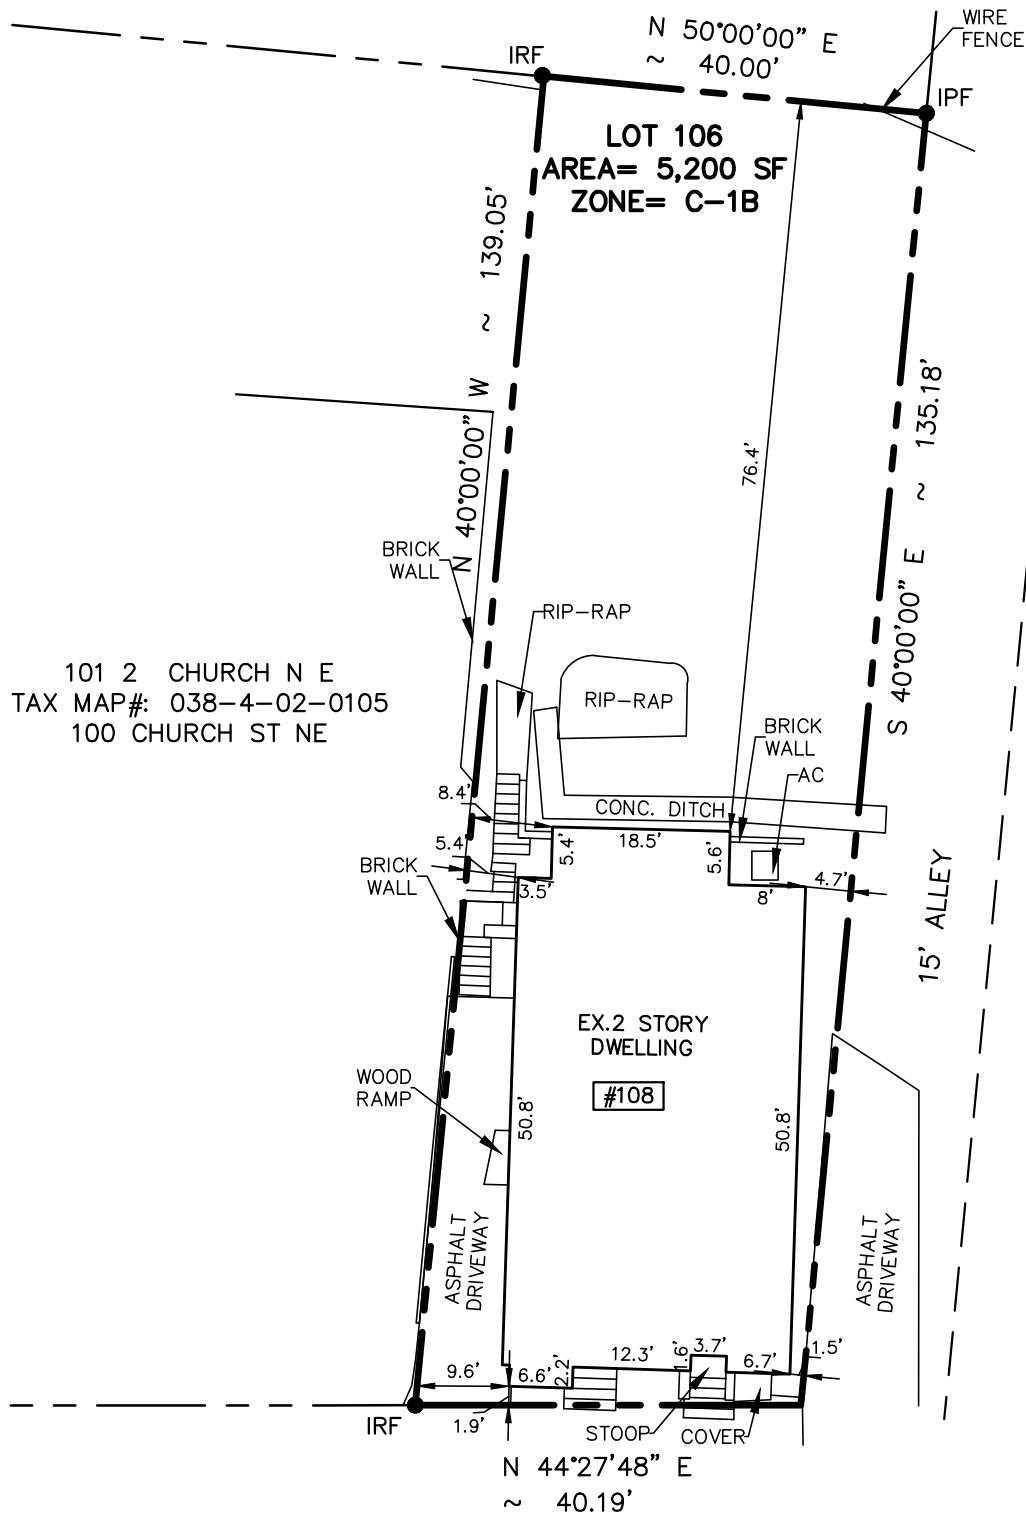 N 50°00'00" E
~ 40.00'
WIRE
FENCE
IRF
IPF
LOT 106
AREA= 5,200 SF
ZONE= C-1B
N 40°00'00" W ~ 139.05'
S 40°00'00" E ~ 135.18'
76.4'
BRICK
WALL
RIP-RAP
RIP-RAP
101 2 CHURCH N E
TAX MAP#: 038-4-02-0105
100 CHURCH ST NE
BRICK
WALL
AC
CONC. DITCH
8.4'
5.4'
5.4'
18.5'
5.6'
3.5'
8'
4.7'
BRICK
WALL
15' ALLEY
EX.2 STORY
DWELLING
#108
WOOD
RAMP
50.8'
50.8'
ASPHALT
DRIVEWAY
ASPHALT
DRIVEWAY
9.6'
6.6'
2.2'
12.3'
1.6'
3.7'
6.7'
1.5'
1.9'
IRF
STOOP
COVER
N 44°27'48" E
~ 40.19'